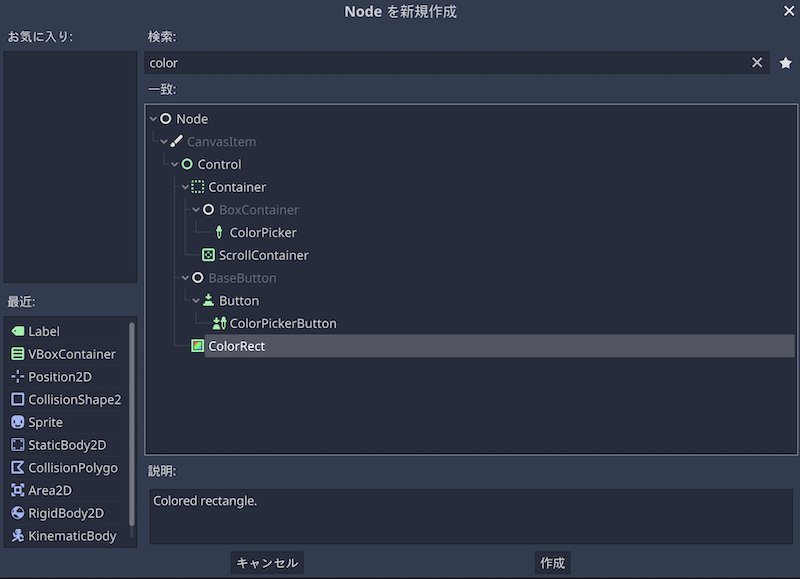 Node を新規作成
お気に入り:
検索:
color
一致:
Node
CanvasItem
Control
Container
BoxContainer
ColorPicker
ScrollContainer
BaseButton
Button
ColorPickerButton
ColorRect
最近:
Label
VBoxContainer
Position2D
CollisionShape2
Sprite
StaticBody2D
CollisionPolygo
Area2D
RigidBody2D
KinematicBody
説明:
Colored rectangle.
キャンセル
作成